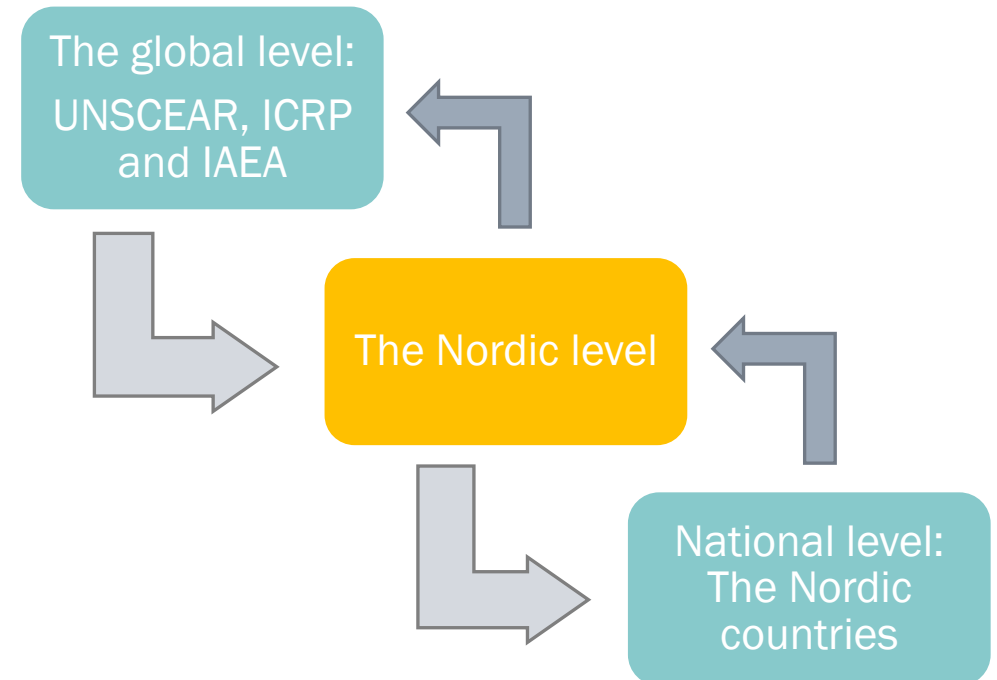 The global level:
UNSCEAR, ICRP
and IAEA
The Nordic level
National level:
The Nordic
countries